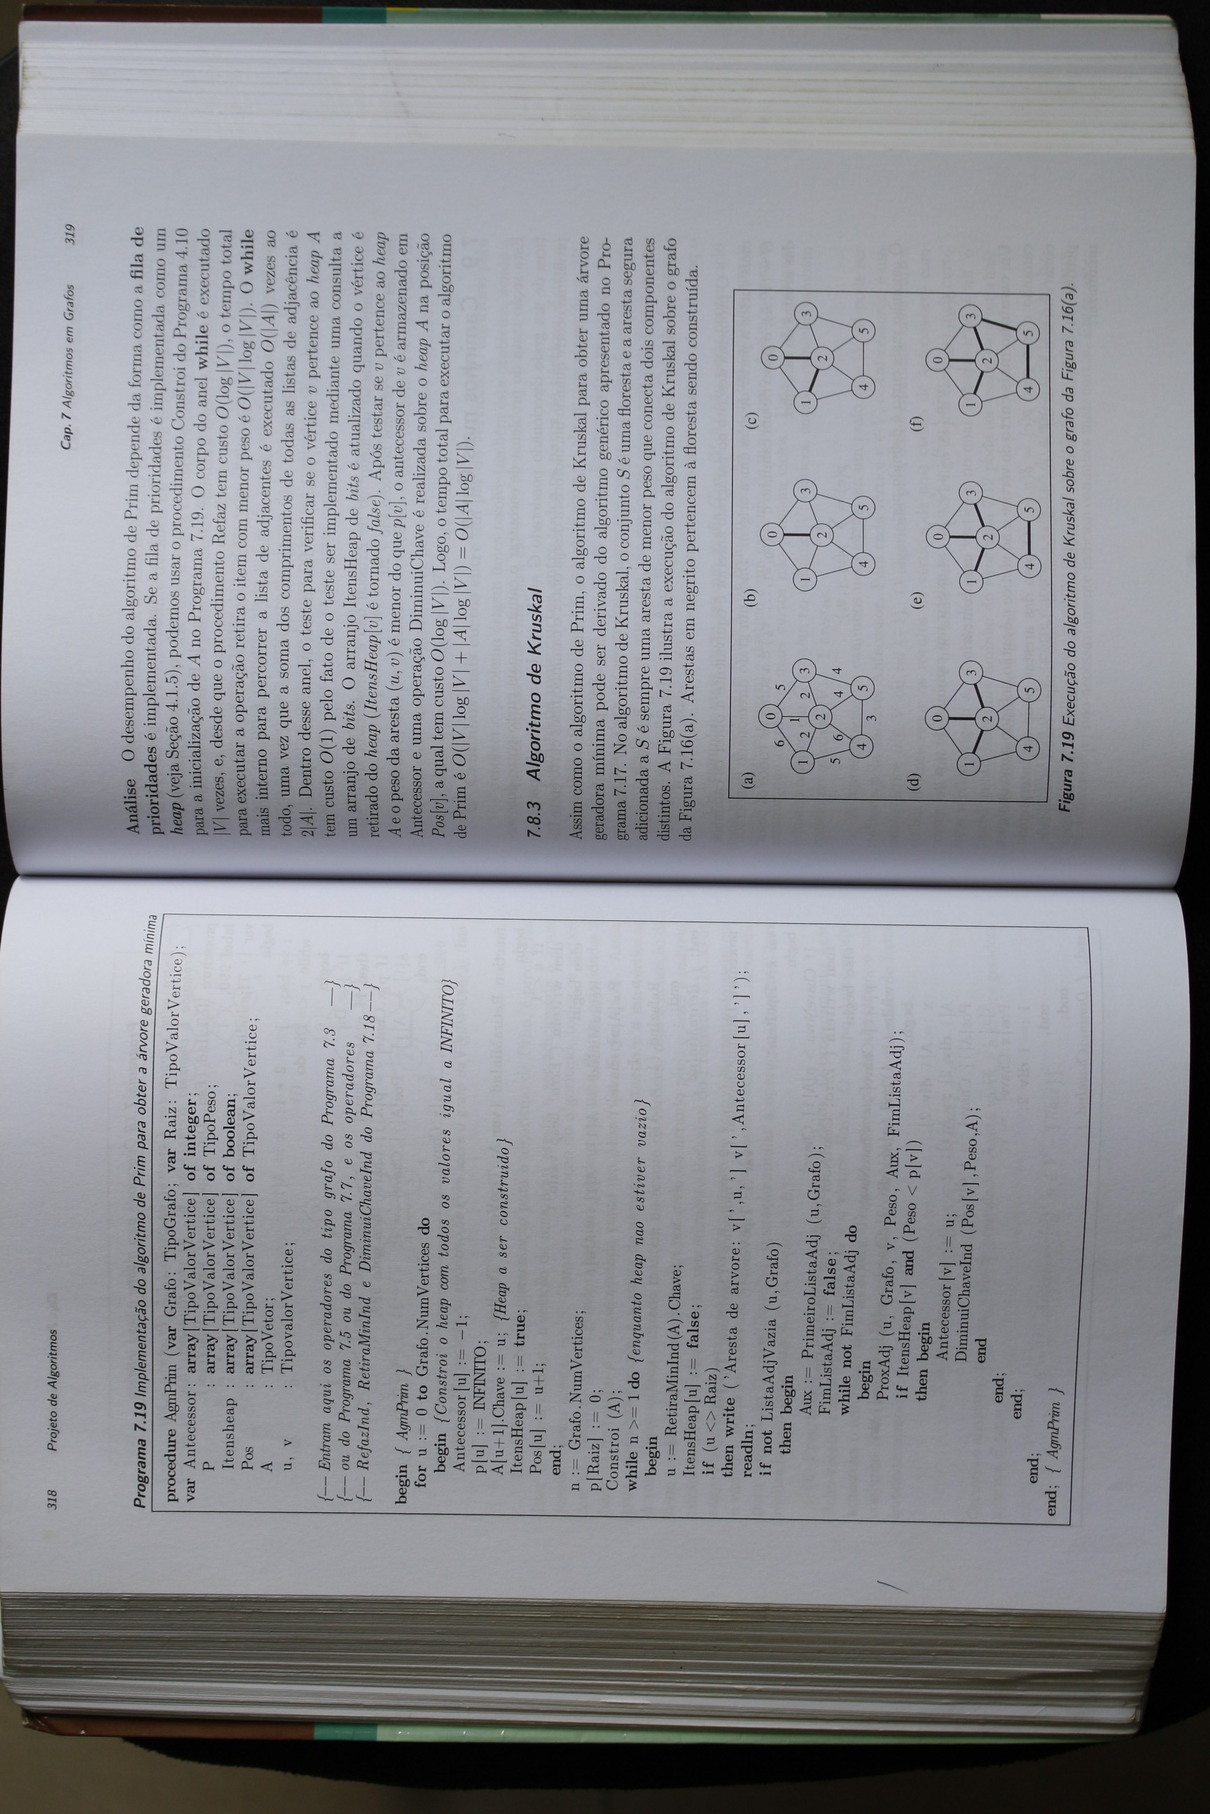 318 Projeto de Algoritmos
Programa 7.19 Implementação do algoritmo de Prim para obter a árvore geradora mínima
procedure AgmPrim (var Grafo: TipoGrafo; var Raiz: TipoValorVertice);
var Antecessor: array[TipoValorVertice] of integer;
P : array[TipoValorVertice] of TipoPeso;
Itensheap : array[TipoValorVertice] of boolean;
Pos : array[TipoValorVertice] of TipoValorVertice;
A : TipoVetor;
u, v : TipovalorVertice;
{-- Entram aqui os operadores do tipo grafo do Programa 7.3 --}
{-- ou do Programa 7.5 ou do Programa 7.7, e os operadores --}
{-- RefazInd, RetiraMinInd e DiminuiChaveInd do Programa 7.18--}
begin { AgmPrim }
for u := 0 to Grafo.NumVertices do
begin {Constroi o heap com todos os valores igual a INFINITO}
Antecessor[u] := -1;
p[u] := INFINITO;
A[u+1].Chave := u; {Heap a ser construido}
ItensHeap[u] := true;
Pos[u] := u+1;
end;
n := Grafo.NumVertices;
p[Raiz] := 0;
Constroi (A);
while n >= 1 do {enquanto heap nao estiver vazio}
begin
u := RetiraMinInd(A).Chave;
ItensHeap[u] := false;
if (u <> Raiz)
then write ('Aresta de arvore: v[',u,'] v[',Antecessor[u],']');
readln;
if not ListaAdjVazia (u,Grafo)
then begin
Aux := PrimeiroListaAdj (u,Grafo);
FimListaAdj := false;
while not FimListaAdj do
begin
ProxAdj (u, Grafo, v, Peso, Aux, FimListaAdj);
if ItensHeap[v] and (Peso < p[v])
then begin
Antecessor[v] := u;
DiminuiChaveInd (Pos[v],Peso,A);
end
end;
end;
end;
end; { AgmPrim }
Cap. 7 Algoritmos em Grafos 319
Análise O desempenho do algoritmo de Prim depende da forma como a fila de
prioridades é implementada. Se a fila de prioridades é implementada como um
heap (veja Seção 4.1.5), podemos usar o procedimento Constroi do Programa 4.10
para a inicialização de A no Programa 7.19. O corpo do anel while é executado
|V| vezes, e, desde que o procedimento Refaz tem custo O(log |V|), o tempo total
para executar a operação retira o item com menor peso é O(|V| log |V|). O while
mais interno para percorrer a lista de adjacentes é executado O(|A|) vezes ao
todo, uma vez que a soma dos comprimentos de todas as listas de adjacência é
2|A|. Dentro desse anel, o teste para verificar se o vértice v pertence ao heap A
tem custo O(1) pelo fato de o teste ser implementado mediante uma consulta a
um arranjo de bits. O arranjo ItensHeap de bits é atualizado quando o vértice é
retirado do heap (ItensHeap[v] é tornado false). Após testar se v pertence ao heap
A e o peso da aresta (u, v) é menor do que p[v], o antecessor de v é armazenado em
Antecessor e uma operação DiminuiChave é realizada sobre o heap A na posição
Pos[v], a qual tem custo O(log |V|). Logo, o tempo total para executar o algoritmo
de Prim é O(|V| log |V| + |A| log |V|) = O(|A| log |V|).
7.8.3 Algoritmo de Kruskal
Assim como o algoritmo de Prim, o algoritmo de Kruskal para obter uma árvore
geradora mínima pode ser derivado do algoritmo genérico apresentado no Pro-
grama 7.17. No algoritmo de Kruskal, o conjunto S é uma floresta e a aresta segura
adicionada a S é sempre uma aresta de menor peso que conecta dois componentes
distintos. A Figura 7.19 ilustra a execução do algoritmo de Kruskal sobre o grafo
da Figura 7.16(a). Arestas em negrito pertencem à floresta sendo construída.
(a) (b) (c)
0 0 0
6 5
1
1 2 2 3 1 3 1 3
2 2 2
5 6 4 4
4 5 4 5 4 5
3
(d) (e) (f)
0 0 0
1 3 1 3 1 3
2 2 2
4 5 4 5 4 5
Figura 7.19 Execução do algoritmo de Kruskal sobre o grafo da Figura 7.16(a).